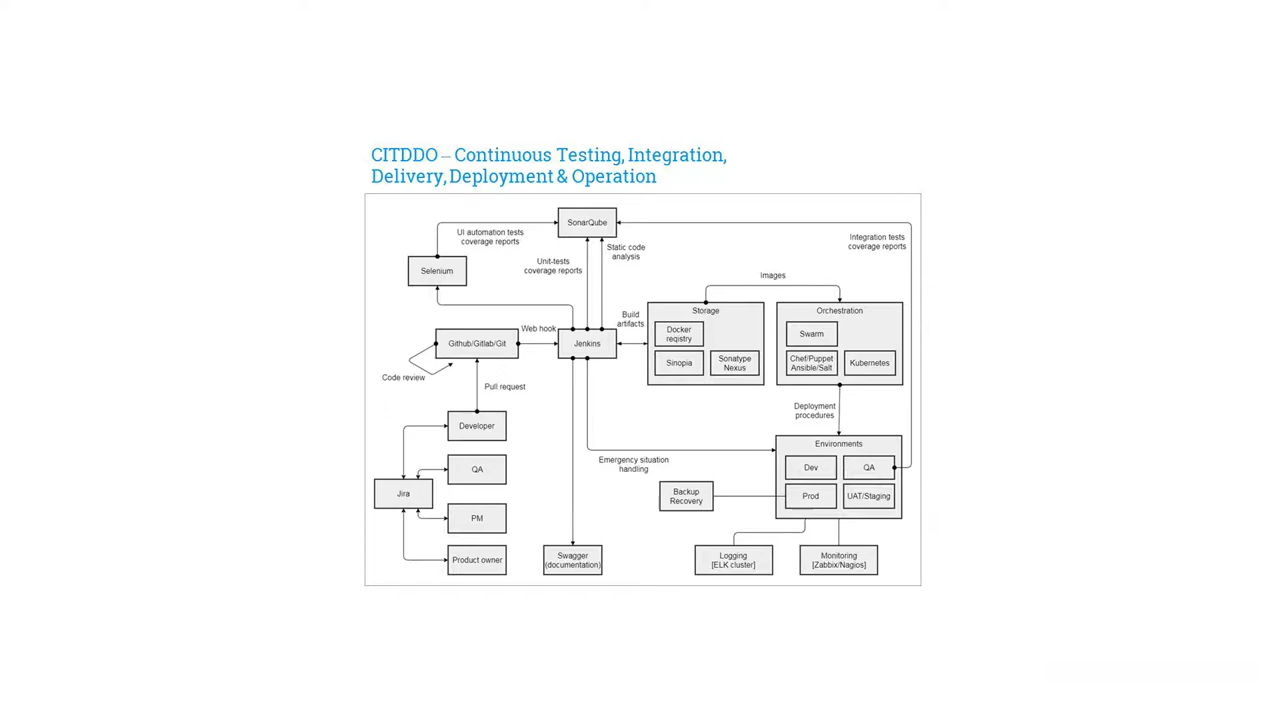 CITDDO – Continuous Testing, Integration,
Delivery, Deployment & Operation
SonarQube
UI automation tests
coverage reports
Integration tests
coverage reports
Static code
analysis
Unit-tests
coverage reports
Selenium
Images
Storage
Orchestration
Build
artifacts
Docker
reqistry
Swarm
Web hook
Github/Gitlab/Git
Jenkins
Sinopia
Sonatype
Nexus
Chef/Puppet
Ansible/Salt
Kubernetes
Code review
Pull request
Deployment
procedures
Developer
Environments
Emergency situation
handling
QA
Dev
QA
Jira
Backup
Recovery
Prod
UAT/Staging
PM
Product owner
Swagger
(documentation)
Logging
[ELK cluster]
Monitoring
[Zabbix/Nagios]